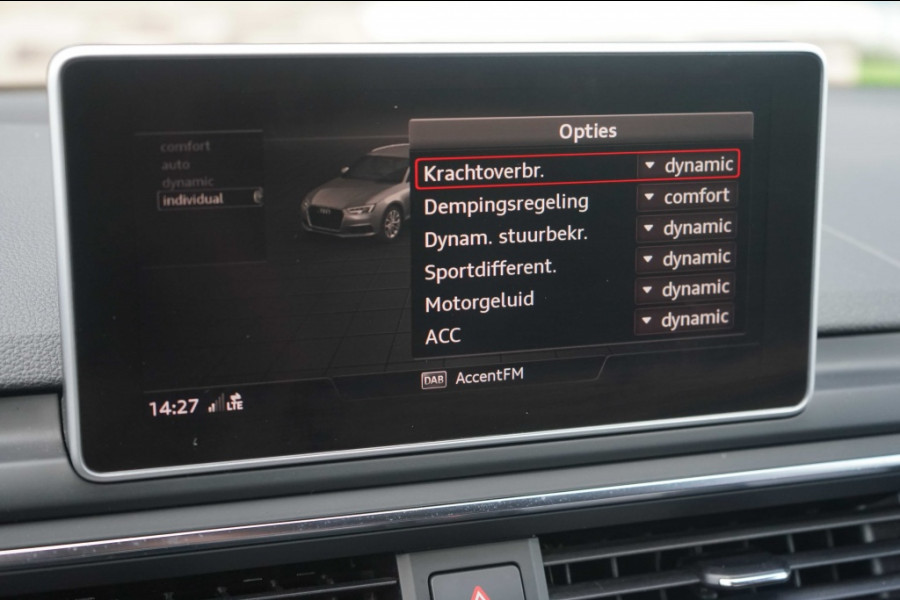 comfort
auto
dynamic
individual
Opties
Krachtoverbr. dynamic
Dempingsregeling comfort
Dynam. stuurbekr. dynamic
Sportdifferent. dynamic
Motorgeluid dynamic
ACC dynamic
DAB AccentFM
14:27 LTE